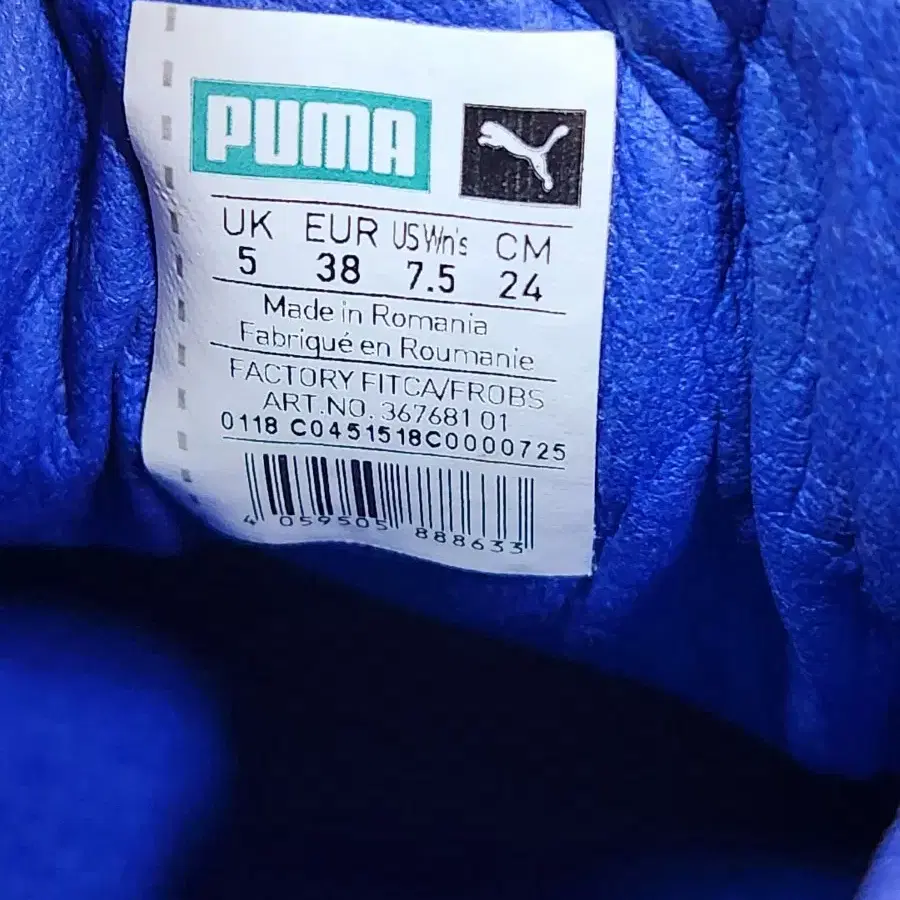 PUMA
UK EUR US Wn's CM
5 38 7.5 24
Made in Romania
Fabriqué en Roumanie
FACTORY FITCA/FROBS
ART.NO. 367681 01
0118 C0451518C0000725
4 059505 888633